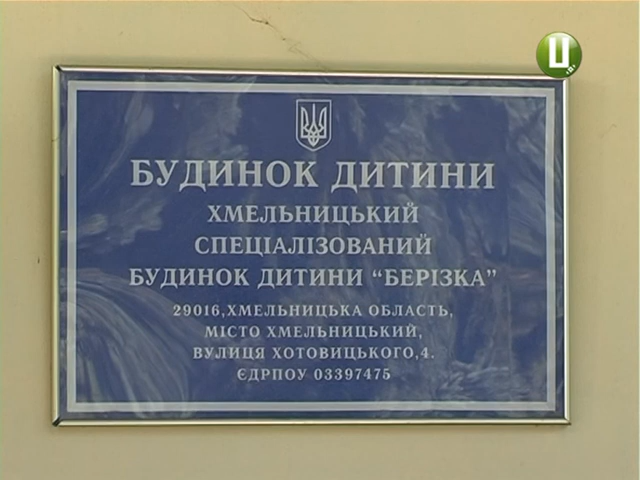 Ц
БУДИНОК ДИТИНИ
ХМЕЛЬНИЦЬКИЙ
СПЕЦІАЛІЗОВАНИЙ
БУДИНОК ДИТИНИ “БЕРІЗКА”
29016,ХМЕЛЬНИЦЬКА ОБЛАСТЬ,
МІСТО ХМЕЛЬНИЦЬКИЙ,
ВУЛИЦЯ ХОТОВИЦЬКОГО,4.
ЄДРПОУ 03397475